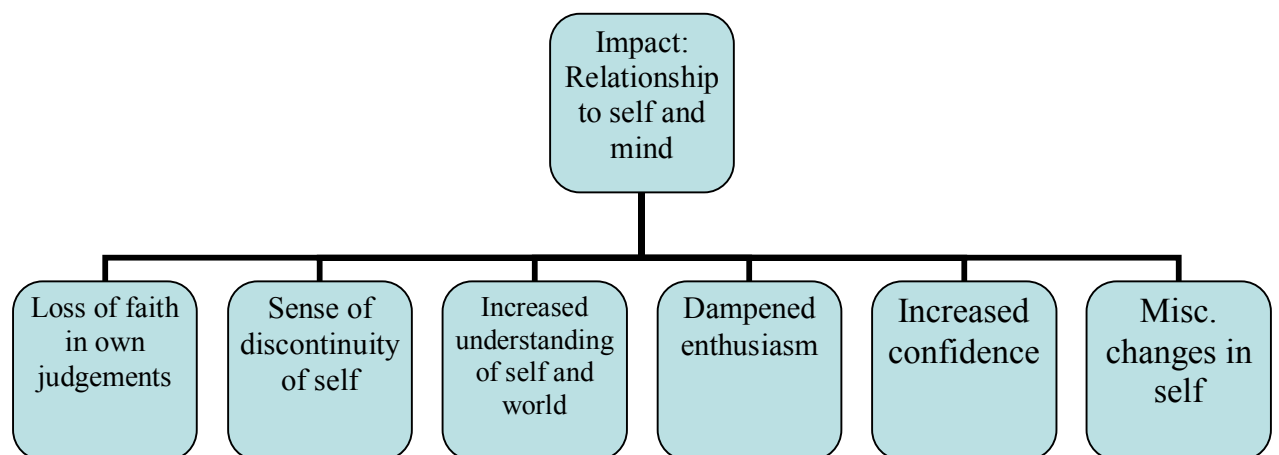 Impact:
Relationship
to self and
mind
Loss of faith
in own
judgements
Sense of
discontinuity
of self
Increased
understanding
of self and
world
Dampened
enthusiasm
Increased
confidence
Misc.
changes in
self